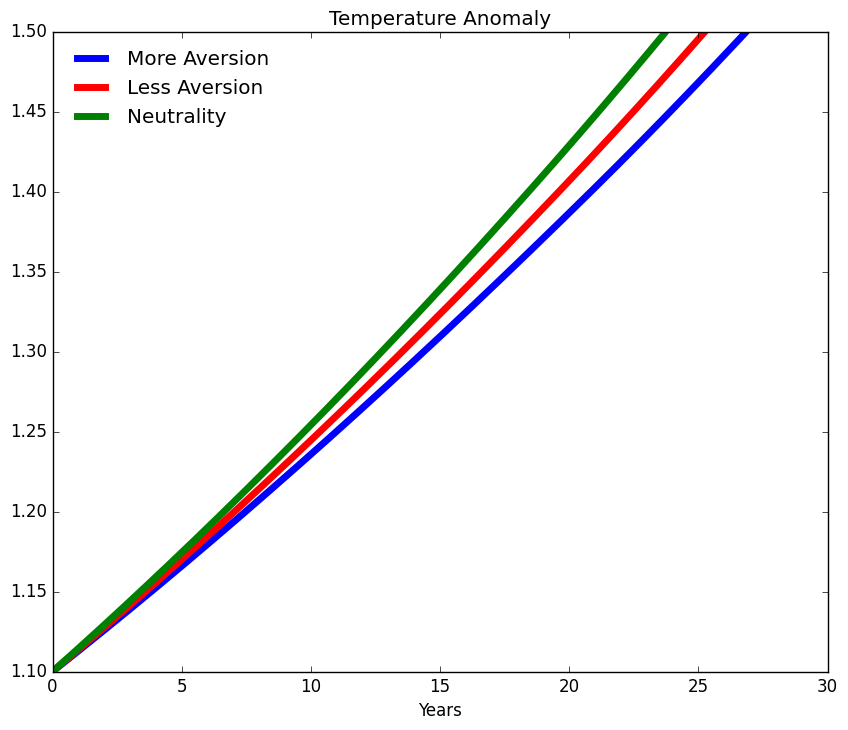 Temperature Anomaly
1.50
1.45
1.40
1.35
1.30
1.25
1.20
1.15
1.10
More Aversion
Less Aversion
Neutrality
0 5 10 15 20 25 30
Years